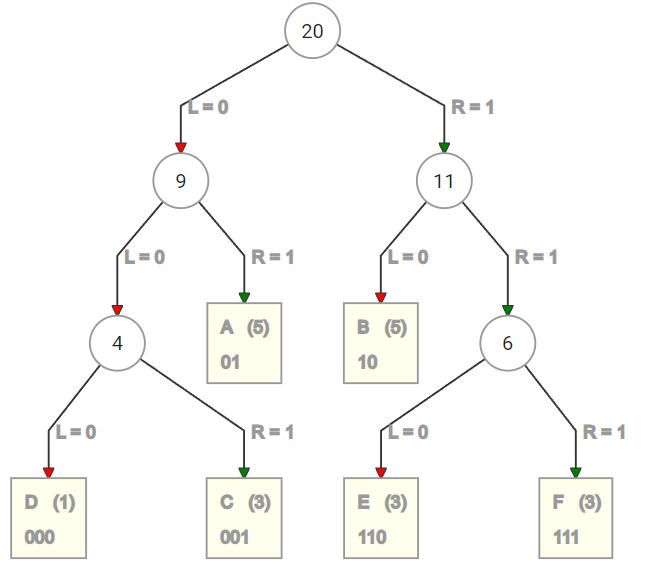 20
L = 0
R = 1
9
11
L = 0
R = 1
L = 0
R = 1
4
A (5)
01
B (5)
10
6
L = 0
R = 1
L = 0
R = 1
D (1)
000
C (3)
001
E (3)
110
F (3)
111